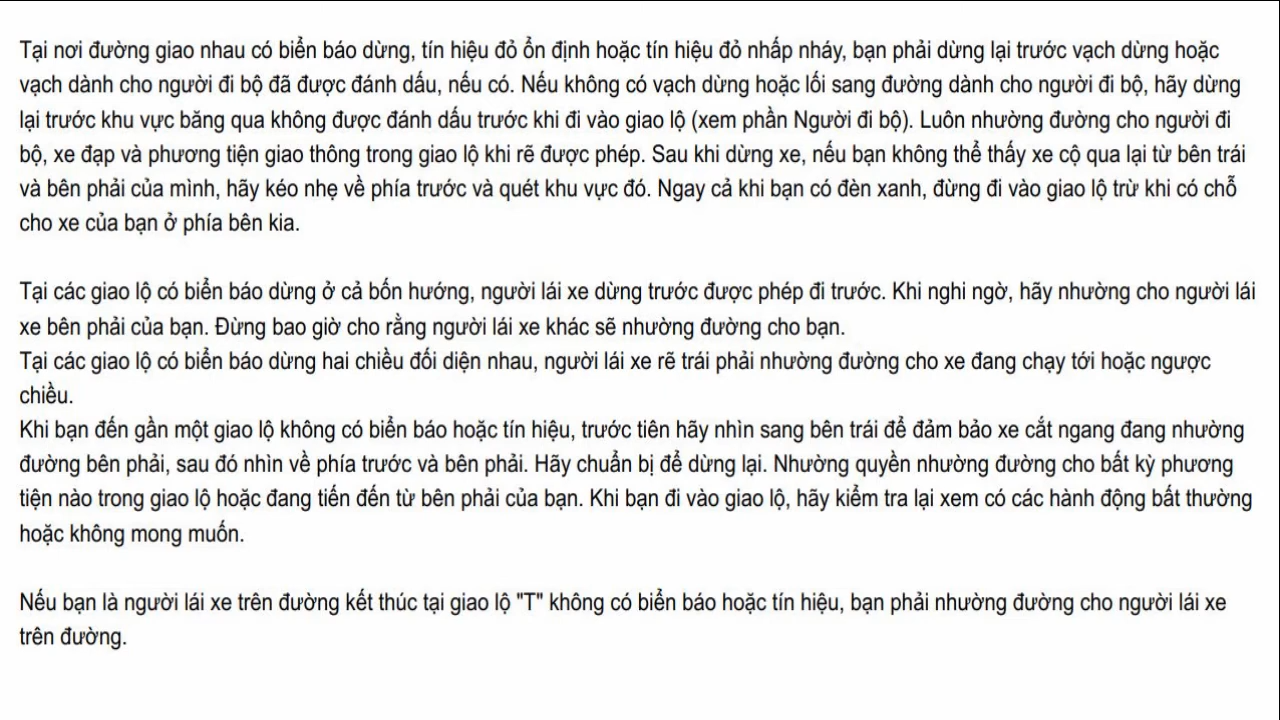 Tại nơi đường giao nhau có biển báo dừng, tín hiệu đỏ ổn định hoặc tín hiệu đỏ nhấp nháy, bạn phải dừng lại trước vạch dừng hoặc
vạch dành cho người đi bộ đã được đánh dấu, nếu có. Nếu không có vạch dừng hoặc lối sang đường dành cho người đi bộ, hãy dừng
lại trước khu vực băng qua không được đánh dấu trước khi đi vào giao lộ (xem phần Người đi bộ). Luôn nhường đường cho người đi
bộ, xe đạp và phương tiện giao thông trong giao lộ khi rẽ được phép. Sau khi dừng xe, nếu bạn không thể thấy xe cộ qua lại từ bên trái
và bên phải của mình, hãy kéo nhẹ về phía trước và quét khu vực đó. Ngay cả khi bạn có đèn xanh, đừng đi vào giao lộ trừ khi có chỗ
cho xe của bạn ở phía bên kia.
Tại các giao lộ có biển báo dừng ở cả bốn hướng, người lái xe dừng trước được phép đi trước. Khi nghi ngờ, hãy nhường cho người lái
xe bên phải của bạn. Đừng bao giờ cho rằng người lái xe khác sẽ nhường đường cho bạn.
Tại các giao lộ có biển báo dừng hai chiều đối diện nhau, người lái xe rẽ trái phải nhường đường cho xe đang chạy tới hoặc ngược
chiều.
Khi bạn đến gần một giao lộ không có biển báo hoặc tín hiệu, trước tiên hãy nhìn sang bên trái để đảm bảo xe cắt ngang đang nhường
đường bên phải, sau đó nhìn về phía trước và bên phải. Hãy chuẩn bị để dừng lại. Nhường quyền nhường đường cho bất kỳ phương
tiện nào trong giao lộ hoặc đang tiến đến từ bên phải của bạn. Khi bạn đi vào giao lộ, hãy kiểm tra lại xem có các hành động bất thường
hoặc không mong muốn.
Nếu bạn là người lái xe trên đường kết thúc tại giao lộ "T" không có biển báo hoặc tín hiệu, bạn phải nhường đường cho người lái xe
trên đường.